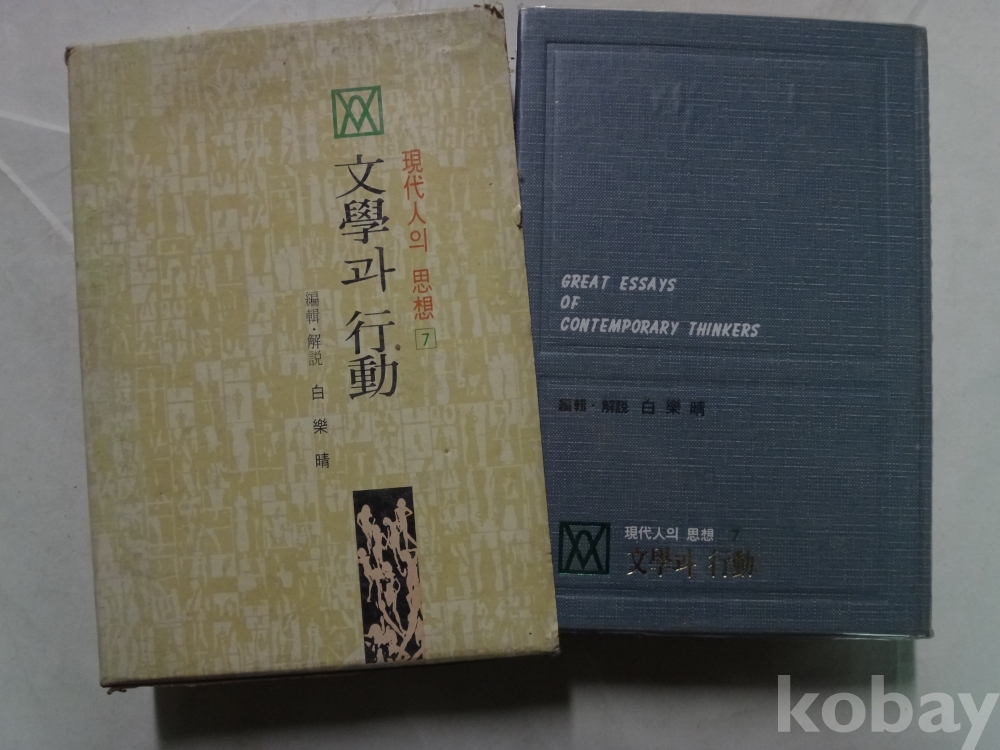 現代人의 思想 7
文學과 行動
編輯·解説 白樂晴
GREAT ESSAYS
OF
CONTEMPORARY THINKERS
編輯·解説 白樂晴
現代人의 思想 7
文學과 行動
kobay